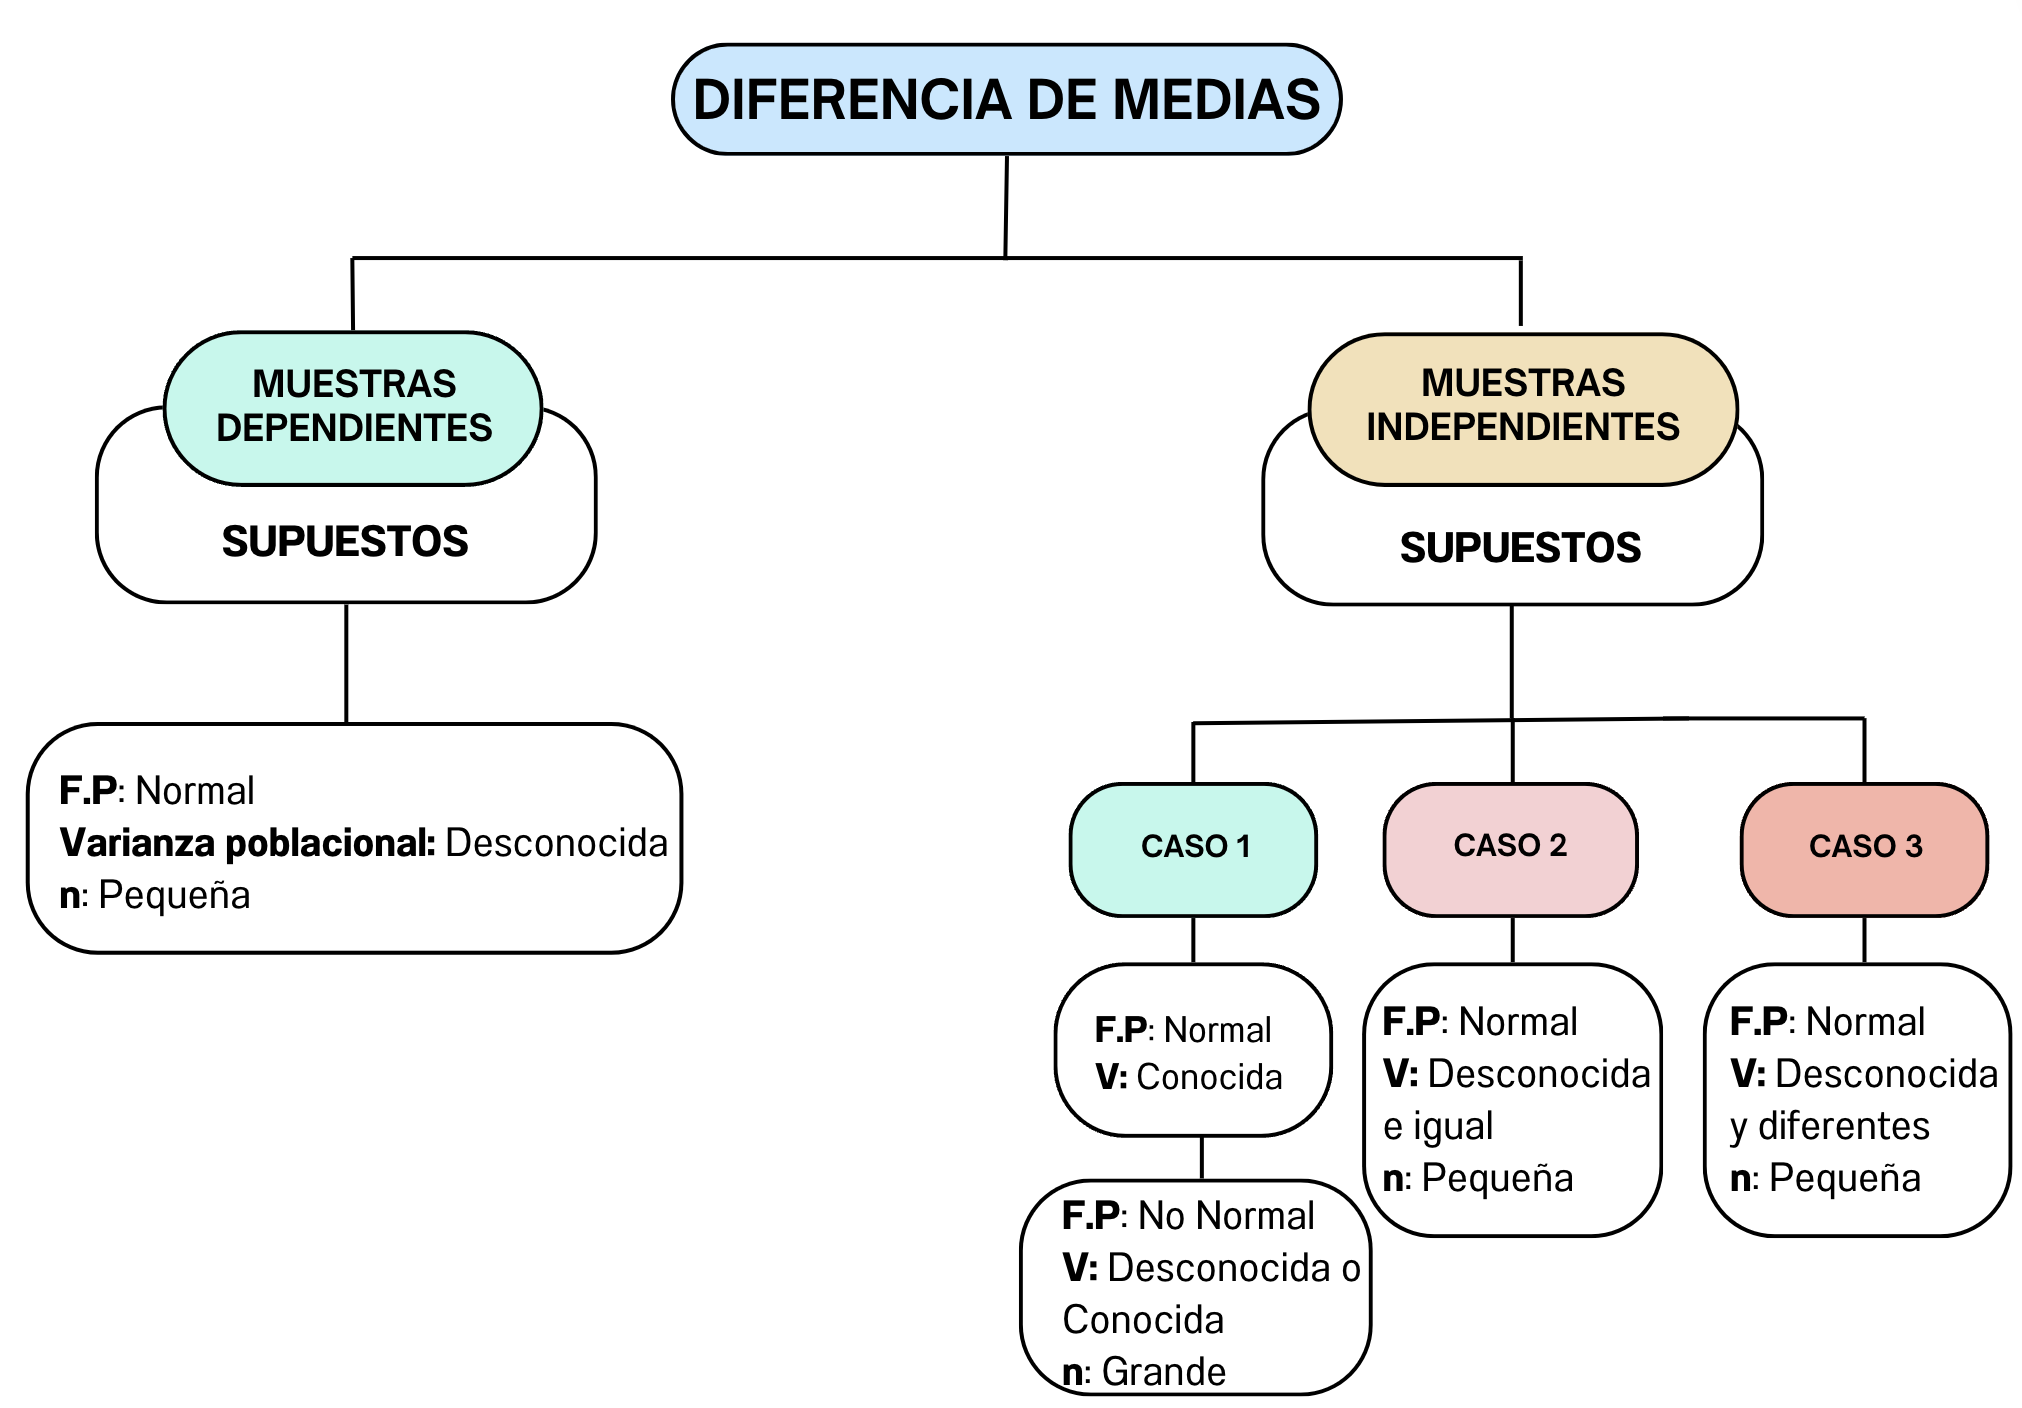 DIFERENCIA DE MEDIAS
MUESTRAS
DEPENDIENTES
SUPUESTOS
F.P: Normal
Varianza poblacional: Desconocida
n: Pequeña
MUESTRAS
INDEPENDIENTES
SUPUESTOS
CASO 1
F.P: Normal
V: Conocida
F.P: No Normal
V: Desconocida o
Conocida
n: Grande
CASO 2
F.P: Normal
V: Desconocida
e igual
n: Pequeña
CASO 3
F.P: Normal
V: Desconocida
y diferentes
n: Pequeña